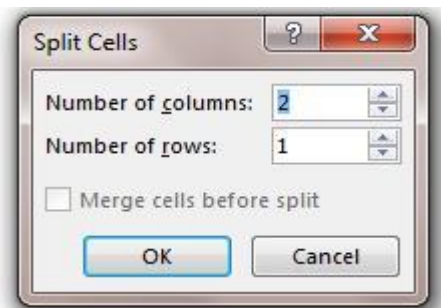 Split Cells ? X
Number of columns: 2
Number of rows: 1
Merge cells before split
OK Cancel